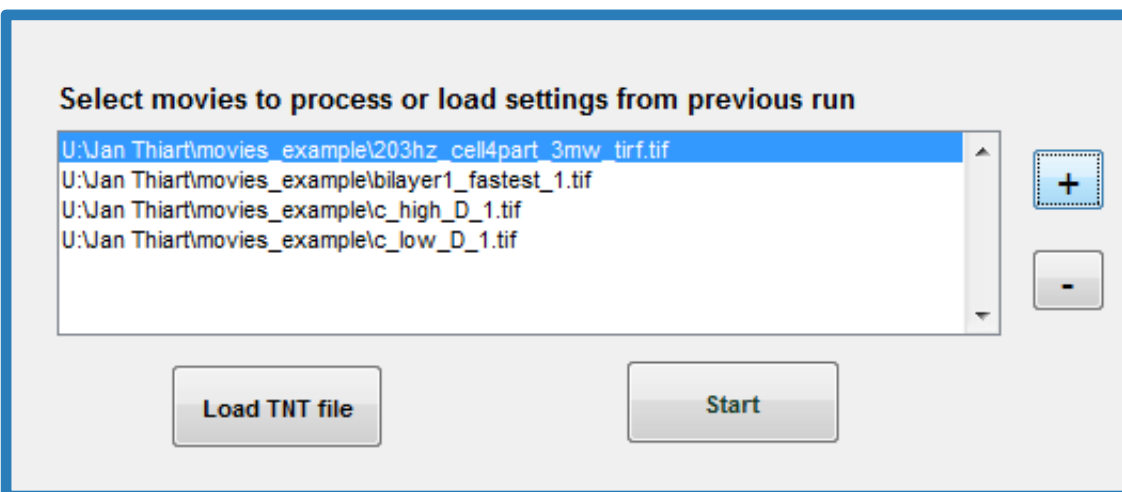 Select movies to process or load settings from previous run
U:\Jan Thiart\movies_example\203hz_cell4part_3mw_tirf.tif
U:\Jan Thiart\movies_example\bilayer1_fastest_1.tif
U:\Jan Thiart\movies_example\c_high_D_1.tif
U:\Jan Thiart\movies_example\c_low_D_1.tif
+
-
Load TNT file
Start